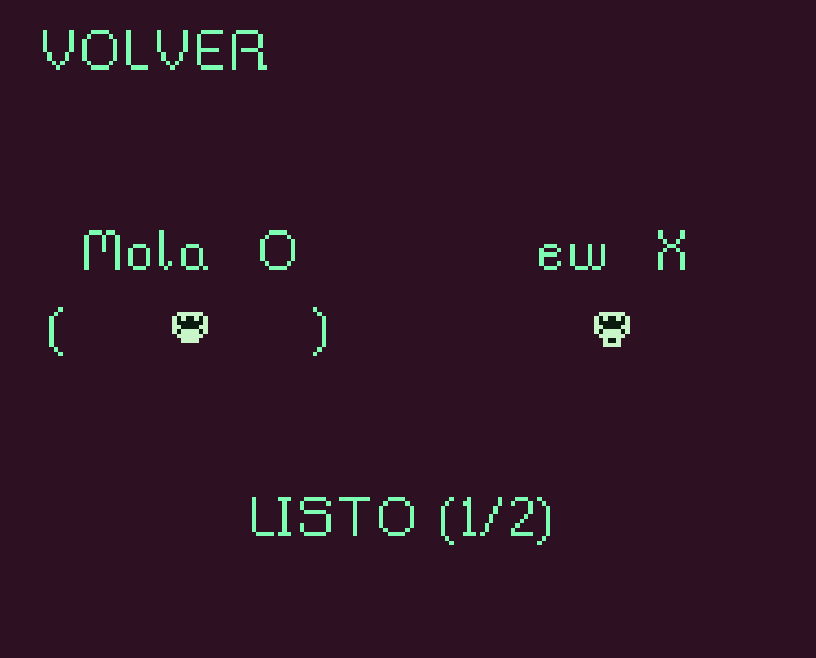 VOLVER
Mola O
ew X
( )
LISTO (1/2)